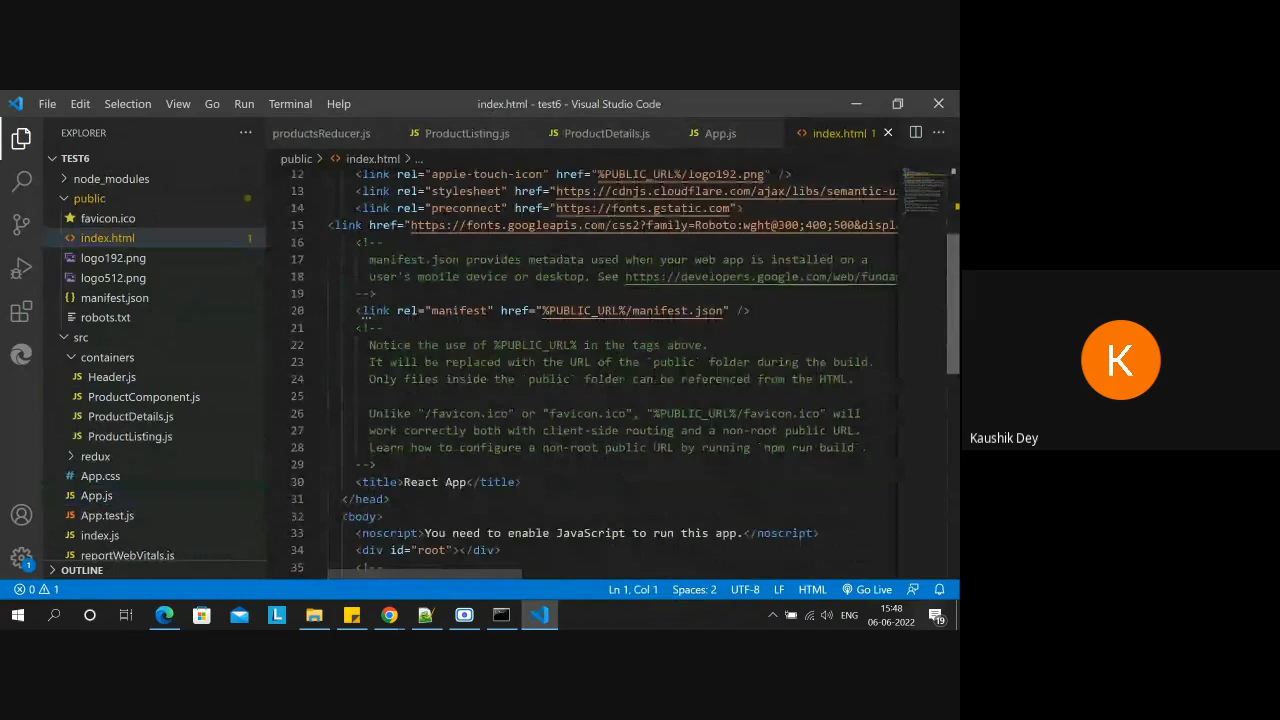 File Edit Selection View Go Run Terminal Help index.html - test6 - Visual Studio Code
EXPLORER
productsReducer.js ProductListing.js ProductDetails.js App.js index.html 1
TEST6
node_modules
public
favicon.ico
index.html 1
logo192.png
logo512.png
manifest.json
robots.txt
src
containers
Header.js
ProductComponent.js
ProductDetails.js
ProductListing.js
redux
App.css
App.js
App.test.js
index.js
reportWebVitals.js
OUTLINE
public > index.html > ...
12 <link rel="apple-touch-icon" href="%PUBLIC_URL%/logo192.png" />
13 <link rel="stylesheet" href="https://cdnjs.cloudflare.com/ajax/libs/semantic-u
14 <link rel="preconnect" href="https://fonts.gstatic.com">
15 <link href="https://fonts.googleapis.com/css2?family=Roboto:wght@300;400;500&displ
16 <!--
17 manifest.json provides metadata used when your web app is installed on a
18 user's mobile device or desktop. See https://developers.google.com/web/fundam
19 -->
20 <link rel="manifest" href="%PUBLIC_URL%/manifest.json" />
21 <!--
22 Notice the use of %PUBLIC_URL% in the tags above.
23 It will be replaced with the URL of the `public` folder during the build.
24 Only files inside the `public` folder can be referenced from the HTML.
25
26 Unlike "/favicon.ico" or "favicon.ico", "%PUBLIC_URL%/favicon.ico" will
27 work correctly both with client-side routing and a non-root public URL.
28 Learn how to configure a non-root public URL by running `npm run build`.
29 -->
30 <title>React App</title>
31 </head>
32 <body>
33 <noscript>You need to enable JavaScript to run this app.</noscript>
34 <div id="root"></div>
35 <!--
1
0 1 Ln 1, Col 1 Spaces: 2 UTF-8 LF HTML Go Live
L ENG 15:48
06-06-2022
19
K
Kaushik Dey